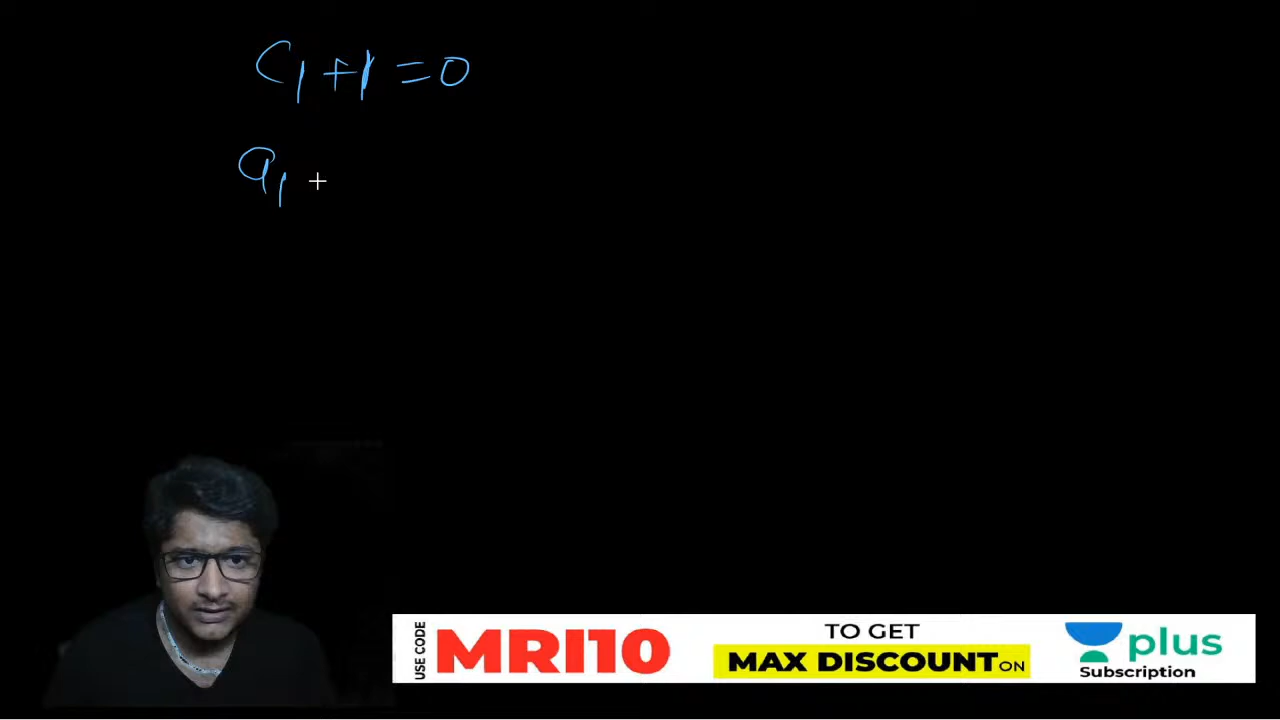 C₁ + 1 = 0
a₁
USE CODE
MRI10
TO GET
MAX DISCOUNT ON
plus
Subscription